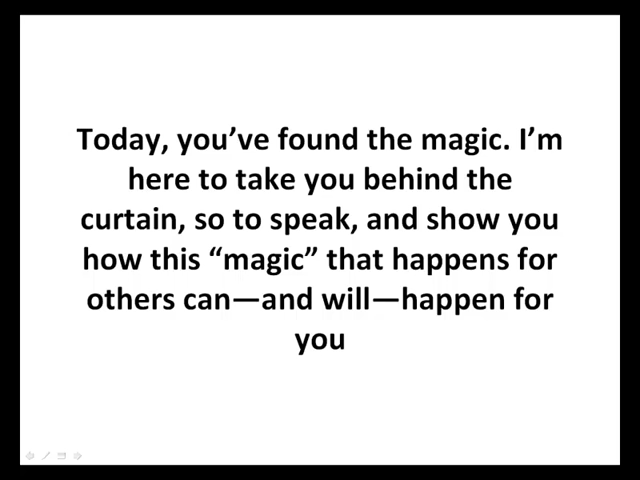 Today, you’ve found the magic. I’m
here to take you behind the
curtain, so to speak, and show you
how this “magic” that happens for
others can—and will—happen for
you